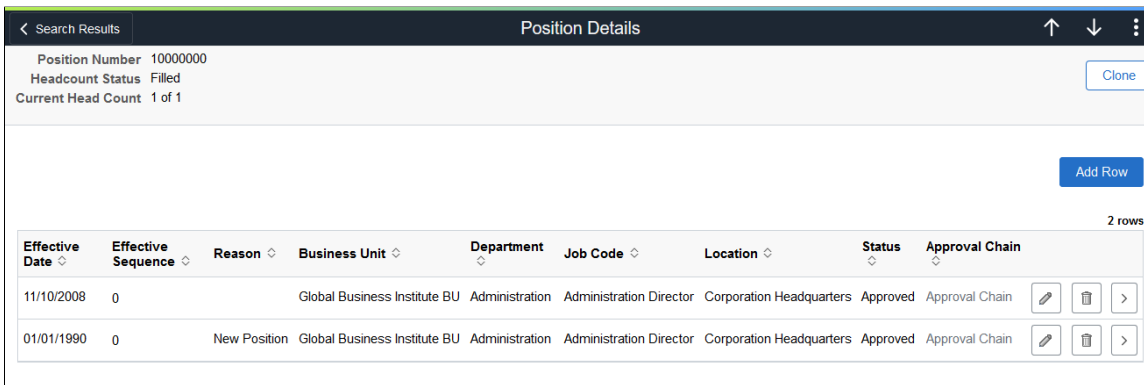 Search Results
Position Details
Position Number 10000000
Headcount Status Filled
Current Head Count 1 of 1
Clone
Add Row
2 rows
Effective Date Effective Sequence Reason Business Unit Department Job Code Location Status Approval Chain
11/10/2008 0 Global Business Institute BU Administration Administration Director Corporation Headquarters Approved Approval Chain
01/01/1990 0 New Position Global Business Institute BU Administration Administration Director Corporation Headquarters Approved Approval Chain